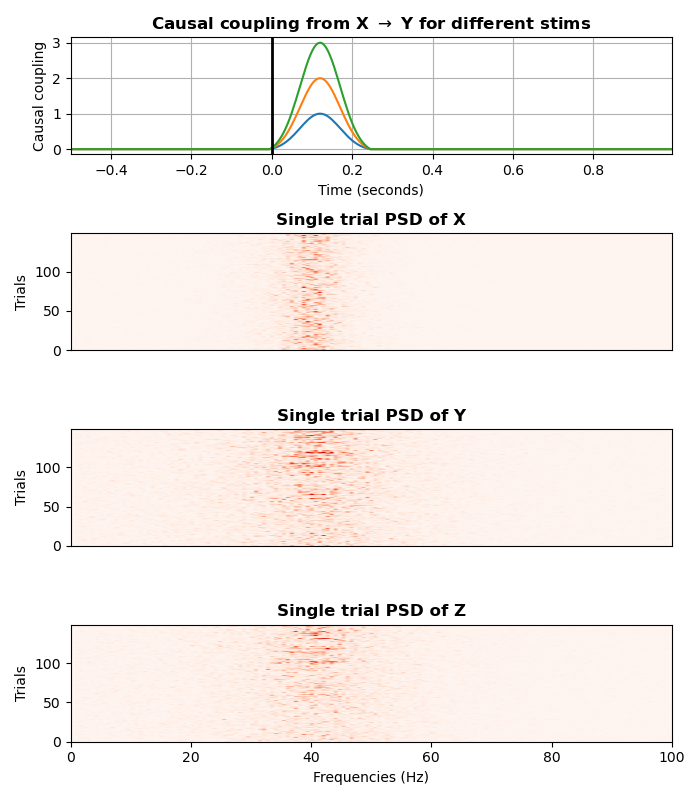 Causal coupling from X → Y for different stims
Causal coupling
3
2
1
0
−0.4 −0.2 0.0 0.2 0.4 0.6 0.8
Time (seconds)
Single trial PSD of X
Trials
100
50
0
Single trial PSD of Y
Trials
100
50
0
Single trial PSD of Z
Trials
100
50
0
0 20 40 60 80 100
Frequencies (Hz)